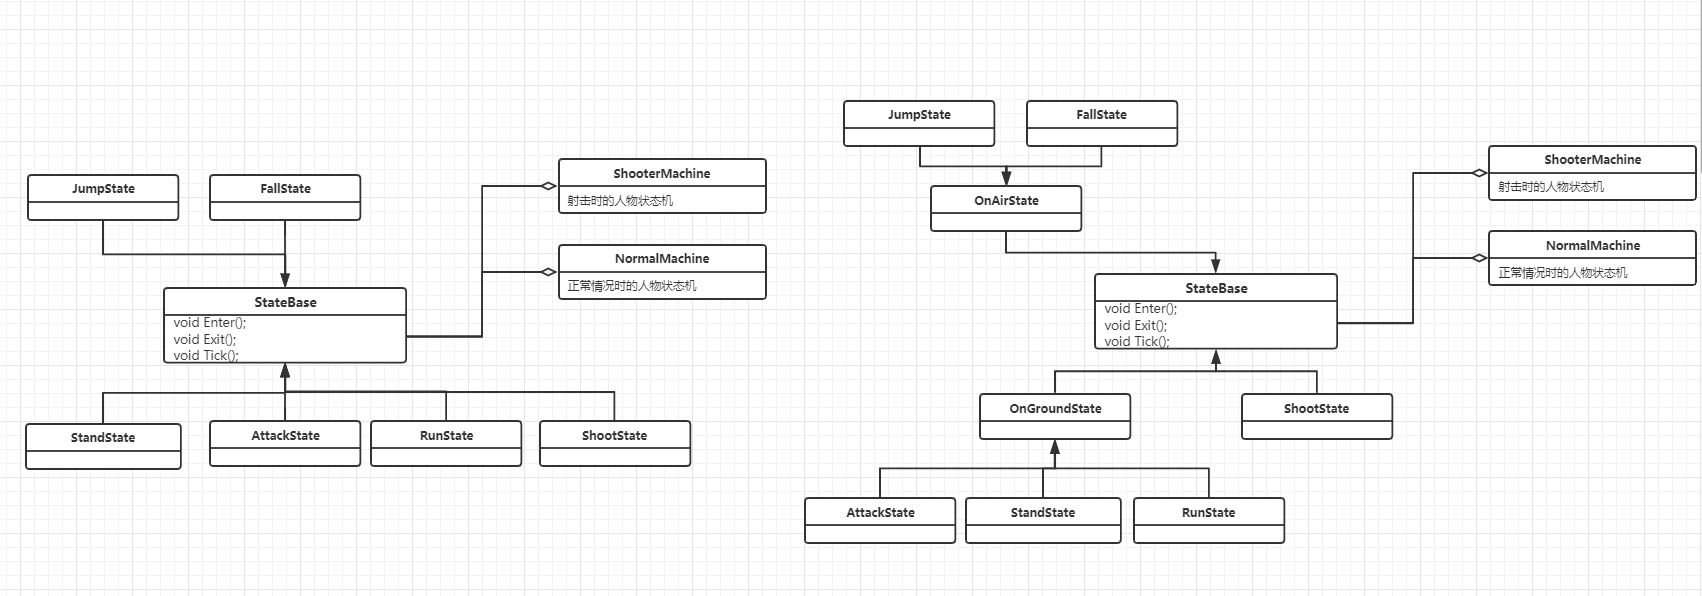 JumpState
FallState
ShooterMachine
射击时的人物状态机
NormalMachine
正常情况时的人物状态机
StateBase
void Enter();
void Exit();
void Tick();
StandState
AttackState
RunState
ShootState
JumpState
FallState
OnAirState
ShooterMachine
射击时的人物状态机
NormalMachine
正常情况时的人物状态机
StateBase
void Enter();
void Exit();
void Tick();
OnGroundState
ShootState
AttackState
StandState
RunState